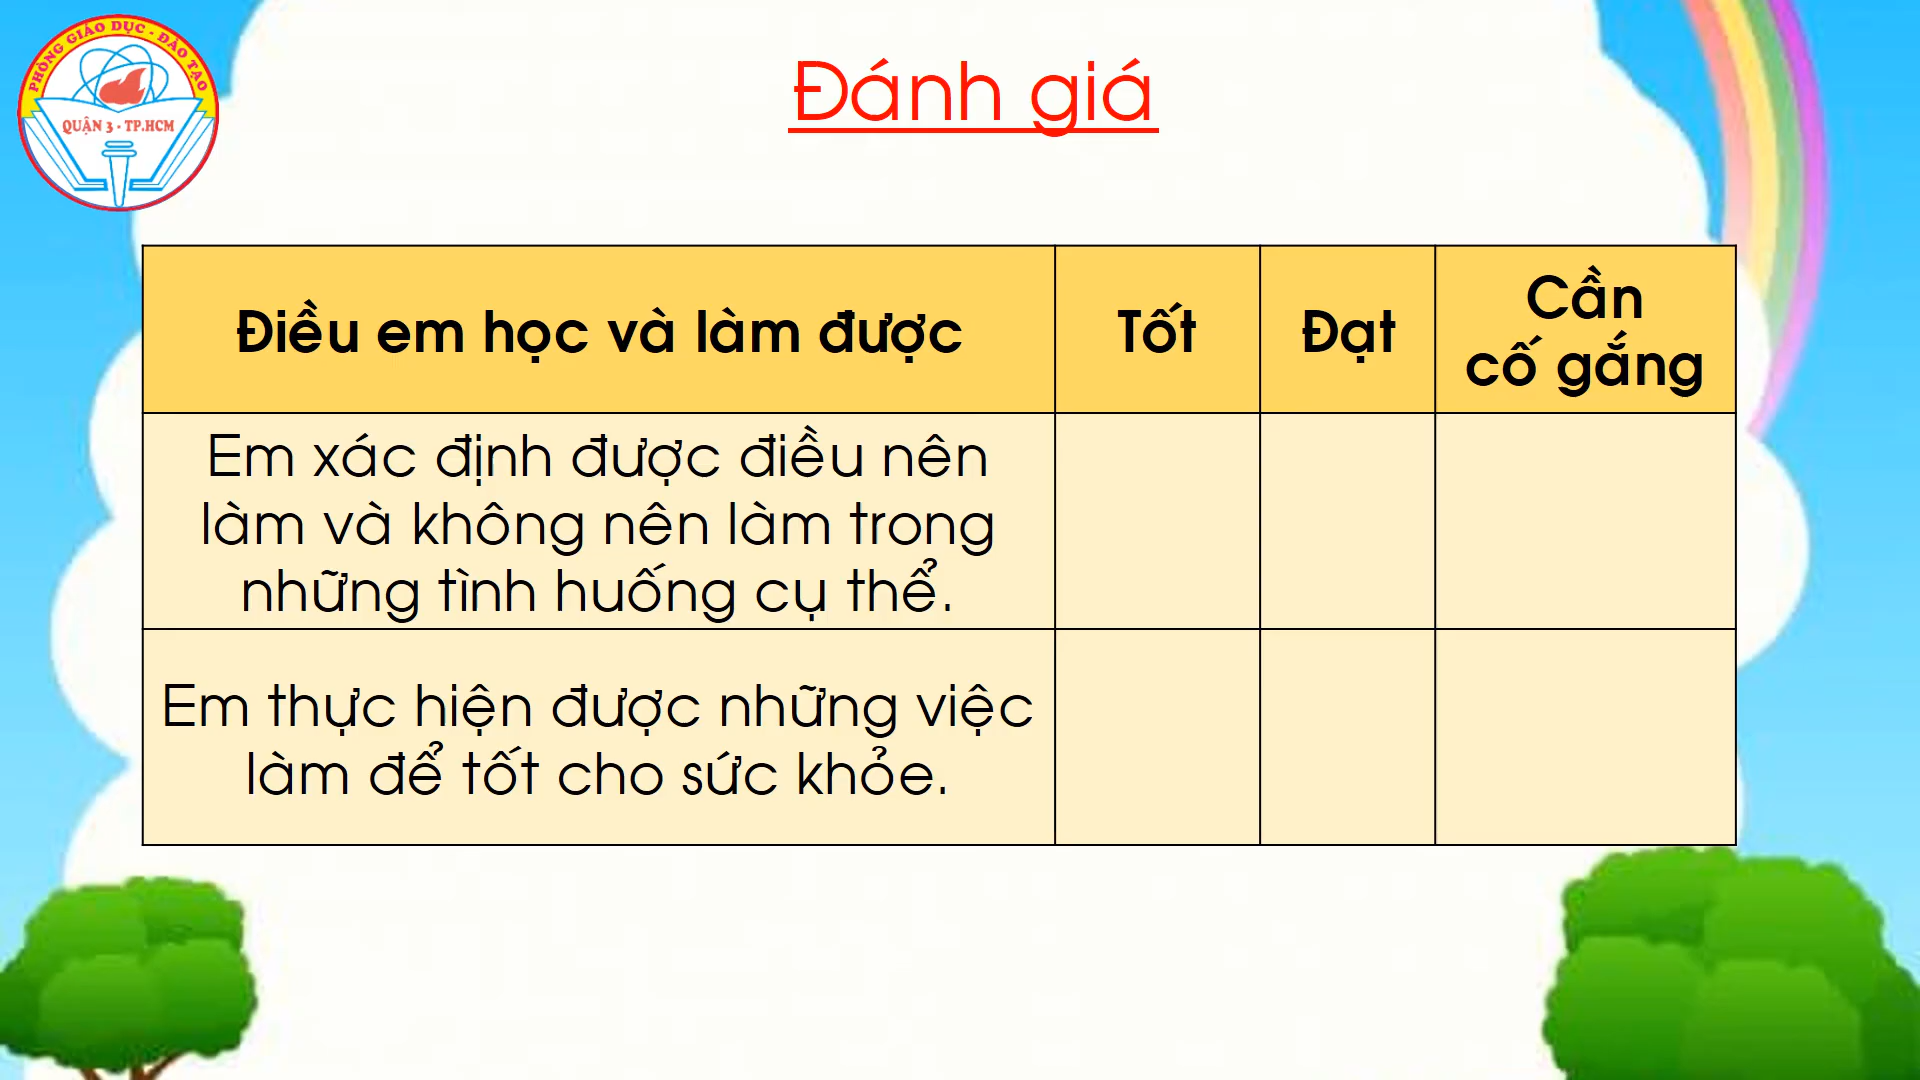 PHÒNG GIÁO DỤC - ĐÀO TẠO
QUẬN 3 - TP.HCM
Đánh giá
Điều em học và làm được
Tốt
Đạt
Cần
cố gắng
Em xác định được điều nên
làm và không nên làm trong
những tình huống cụ thể.
Em thực hiện được những việc
làm để tốt cho sức khỏe.